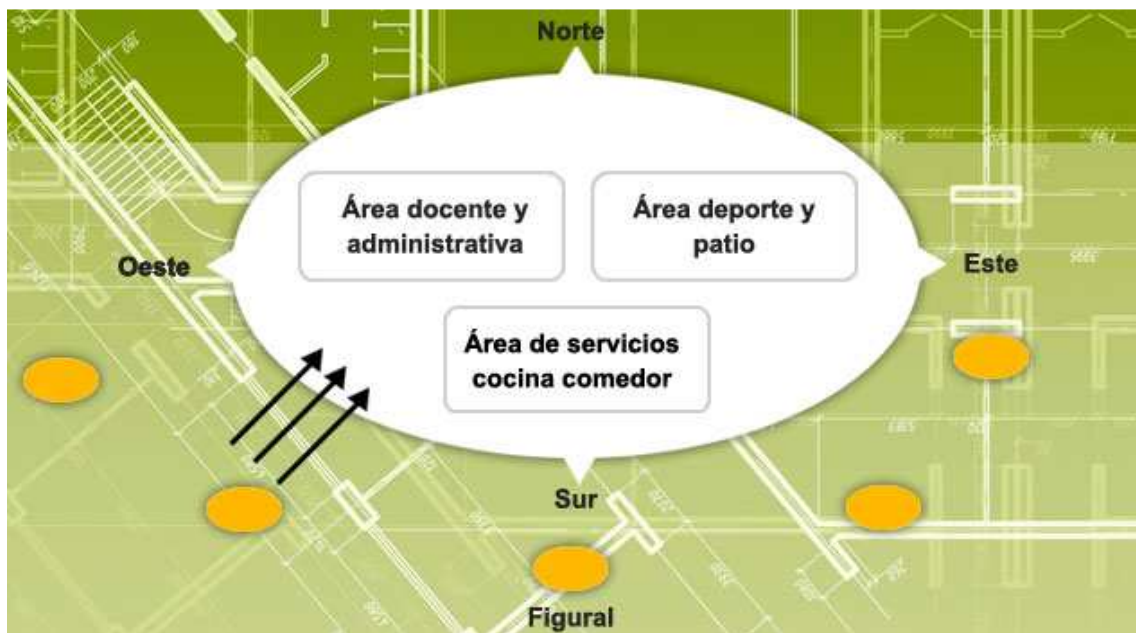 Norte
Área docente y
administrativa
Área deporte y
patio
Oeste
Este
Área de servicios
cocina comedor
Sur
Figural